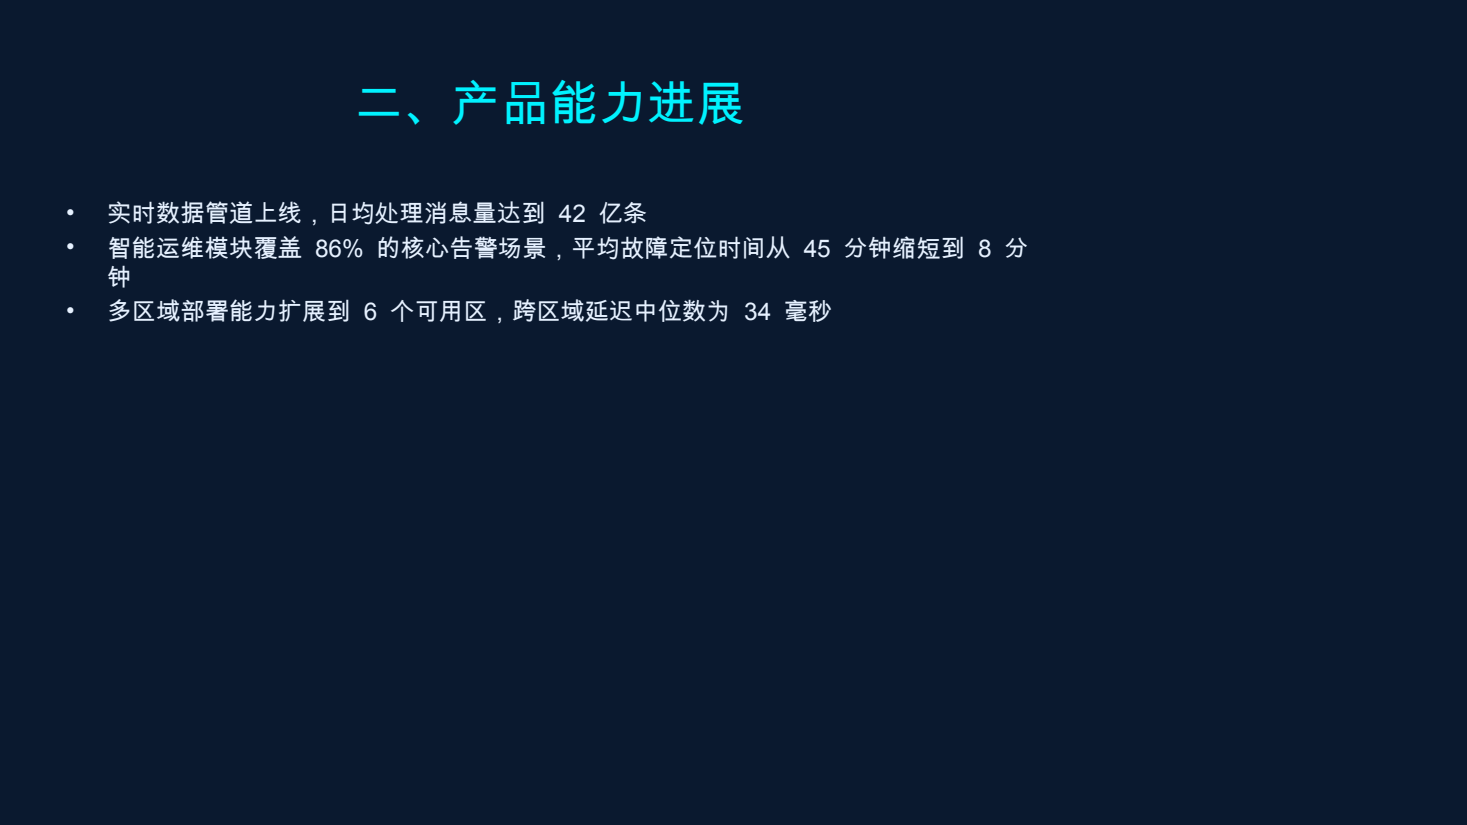 二、产品能力进展
• 实时数据管道上线，日均处理消息量达到 42 亿条
• 智能运维模块覆盖 86% 的核心告警场景，平均故障定位时间从 45 分钟缩短到 8 分
钟
• 多区域部署能力扩展到 6 个可用区，跨区域延迟中位数为 34 毫秒